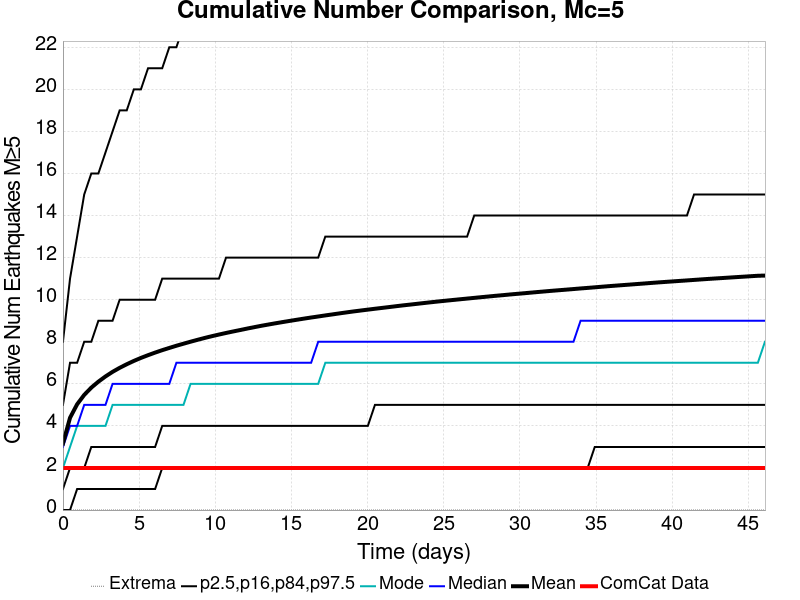 Cumulative Number Comparison, Mc=5
Cumulative Num Earthquakes M≥5
22
20
18
16
14
12
10
8
6
4
2
0
0 5 10 15 20 25 30 35 40 45
Time (days)
Extrema p2.5,p16,p84,p97.5 Mode Median Mean ComCat Data